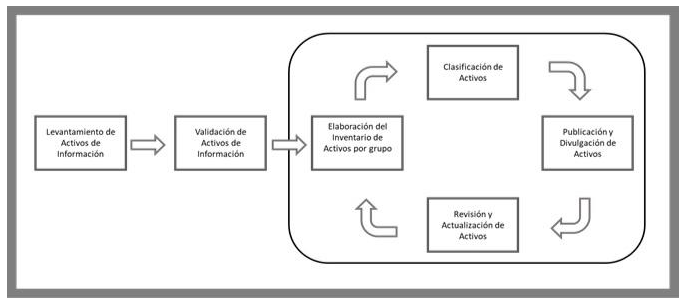 Levantamiento de
Activos de
Información
Validación de
Activos de
Información
Elaboración del
Inventario de
Activos por grupo
Clasificación de
Activos
Publicación y
Divulgación de
Activos
Revisión y
Actualización de
Activos